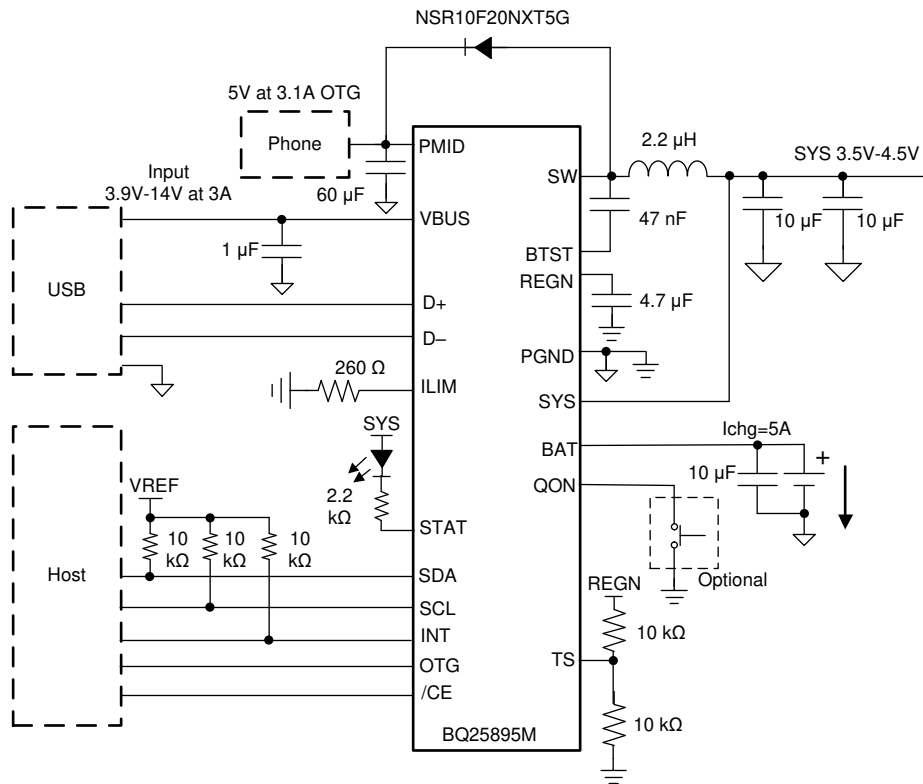 NSR10F20NXT5G
5V at 3.1A OTG
Phone
PMID
60 µF
Input
3.9V-14V at 3A
VBUS
1 µF
USB
D+
D–
260 Ω
ILIM
SYS
2.2
kΩ
STAT
VREF
10
kΩ
10
kΩ
10
kΩ
Host
SDA
SCL
INT
OTG
/CE
BQ25895M
2.2 µH
SYS 3.5V-4.5V
SW
47 nF
10 µF
10 µF
BTST
REGN
4.7 µF
PGND
SYS
Ichg=5A
BAT
10 µF
+
QON
Optional
REGN
10 kΩ
TS
10 kΩ